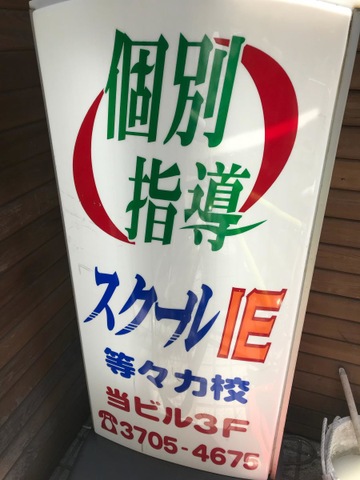 個別
指導
スクールIE
等々力校
当ビル3F
☎3705-4675